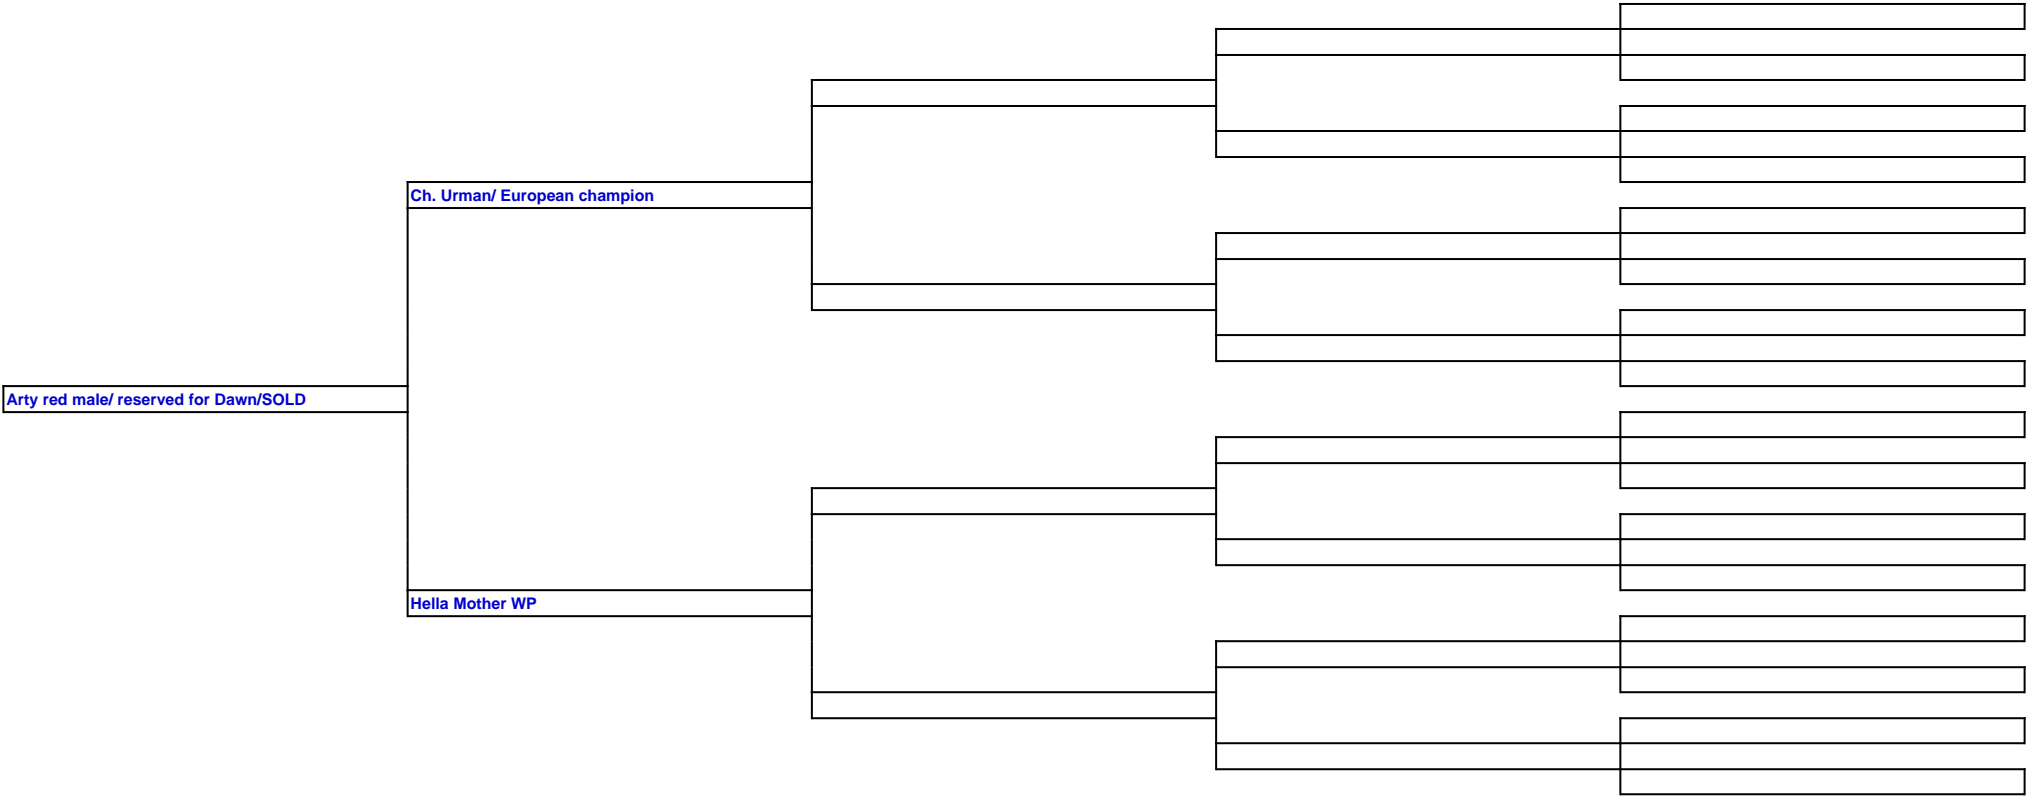 Ch. Urman/ European champion
Arty red male/ reserved for Dawn/SOLD
Hella Mother WP